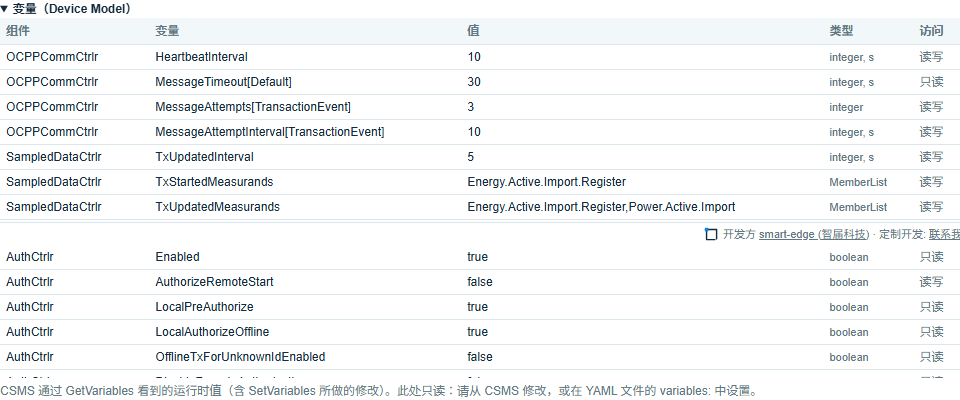 ▼ 变量（Device Model）
组件 变量 值 类型 访问
OCPPCommCtrlr HeartbeatInterval 10 integer, s 读写
OCPPCommCtrlr MessageTimeout[Default] 30 integer, s 只读
OCPPCommCtrlr MessageAttempts[TransactionEvent] 3 integer 读写
OCPPCommCtrlr MessageAttemptInterval[TransactionEvent] 10 integer, s 读写
SampledDataCtrlr TxUpdatedInterval 5 integer, s 读写
SampledDataCtrlr TxStartedMeasurands Energy.Active.Import.Register MemberList 读写
SampledDataCtrlr TxUpdatedMeasurands Energy.Active.Import.Register,Power.Active.Import MemberList 读写
开发方 smart-edge (智届科技) · 定制开发: 联系我
AuthCtrlr Enabled true boolean 只读
AuthCtrlr AuthorizeRemoteStart false boolean 读写
AuthCtrlr LocalPreAuthorize true boolean 只读
AuthCtrlr LocalAuthorizeOffline true boolean 只读
AuthCtrlr OfflineTxForUnknownIdEnabled false boolean 只读
CSMS 通过 GetVariables 看到的运行时值（含 SetVariables 所做的修改）。此处只读：请从 CSMS 修改，或在 YAML 文件的 variables: 中设置。